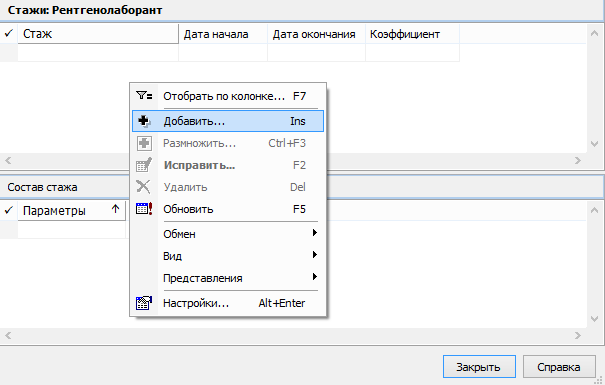 Стажи: Рентгенолаборант
Стаж Дата начала Дата окончания Коэффициент
Отобрать по колонке... F7
Добавить... Ins
Размножить... Ctrl+F3
Исправить... F2
Удалить Del
Обновить F5
Обмен
Вид
Представления
Настройки... Alt+Enter
Состав стажа
Параметры
Закрыть Справка